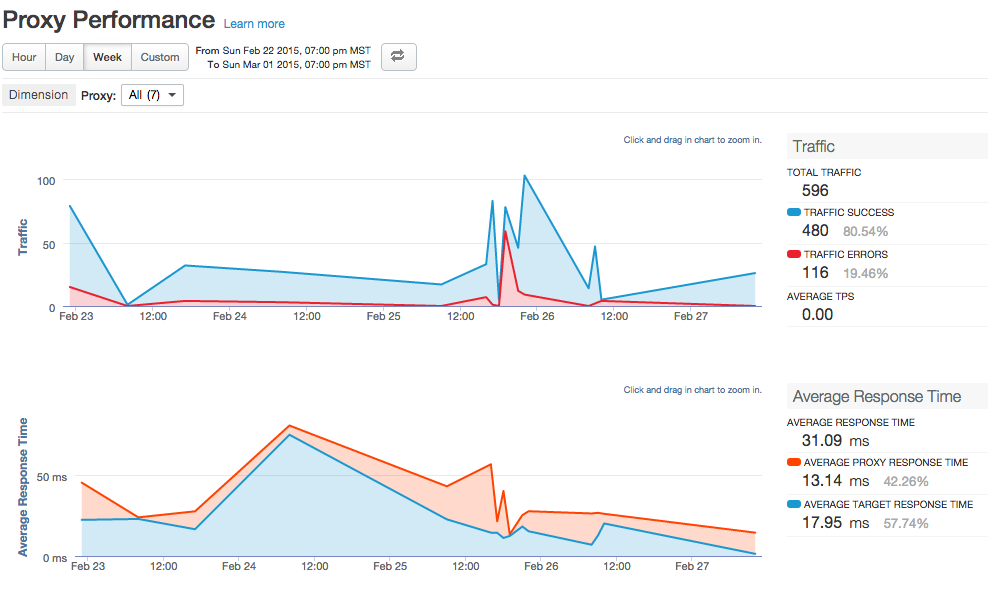 Proxy Performance Learn more
Hour Day Week Custom
From Sun Feb 22 2015, 07:00 pm MST
To Sun Mar 01 2015, 07:00 pm MST
Dimension Proxy: All (7)
Click and drag in chart to zoom in.
Traffic
100
50
0
Feb 23 12:00 Feb 24 12:00 Feb 25 12:00 Feb 26 12:00 Feb 27
Traffic
TOTAL TRAFFIC
596
TRAFFIC SUCCESS
480 80.54%
TRAFFIC ERRORS
116 19.46%
AVERAGE TPS
0.00
Click and drag in chart to zoom in.
Average Response Time
50 ms
0 ms
Feb 23 12:00 Feb 24 12:00 Feb 25 12:00 Feb 26 12:00 Feb 27
Average Response Time
AVERAGE RESPONSE TIME
31.09 ms
AVERAGE PROXY RESPONSE TIME
13.14 ms 42.26%
AVERAGE TARGET RESPONSE TIME
17.95 ms 57.74%